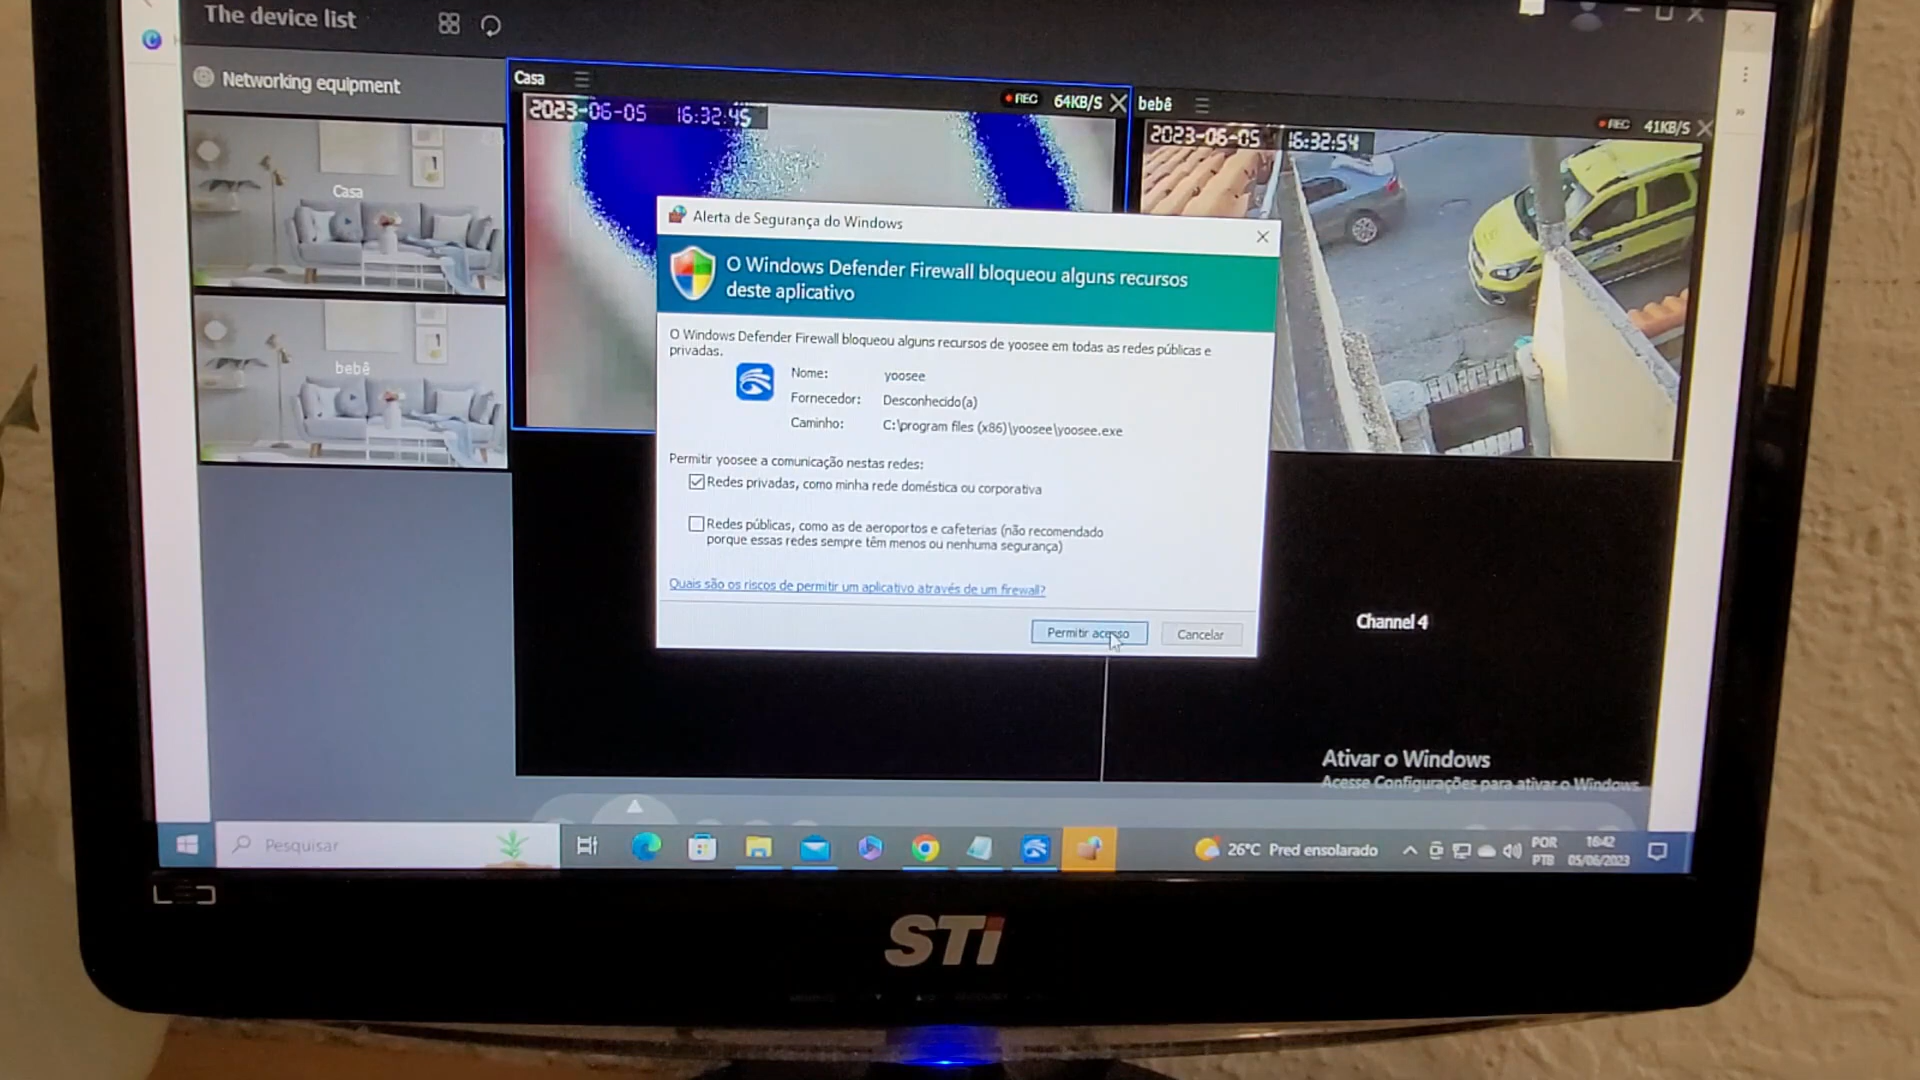 The device list
Networking equipment
Casa
bebê
Casa
REC
64KB/S
2023-06-05 16:32:45
bebê
REC
41KB/S
2023-06-05 16:32:54
Alerta de Segurança do Windows
O Windows Defender Firewall bloqueou alguns recursos
deste aplicativo
O Windows Defender Firewall bloqueou alguns recursos de yoosee em todas as redes públicas e
privadas.
Nome: yoosee
Fornecedor: Desconhecido(a)
Caminho: C:\program files (x86)\yoosee\yoosee.exe
Permitir yoosee a comunicação nestas redes:
Redes privadas, como minha rede doméstica ou corporativa
Redes públicas, como as de aeroportos e cafeterias (não recomendado
porque essas redes sempre têm menos ou nenhuma segurança)
Quais são os riscos de permitir um aplicativo através de um firewall?
Permitir acesso
Cancelar
Channel 4
Ativar o Windows
Acesse Configurações para ativar o Windows.
Pesquisar
26°C Pred ensolarado
POR
PTB
16:42
05/06/2023
LED
STi